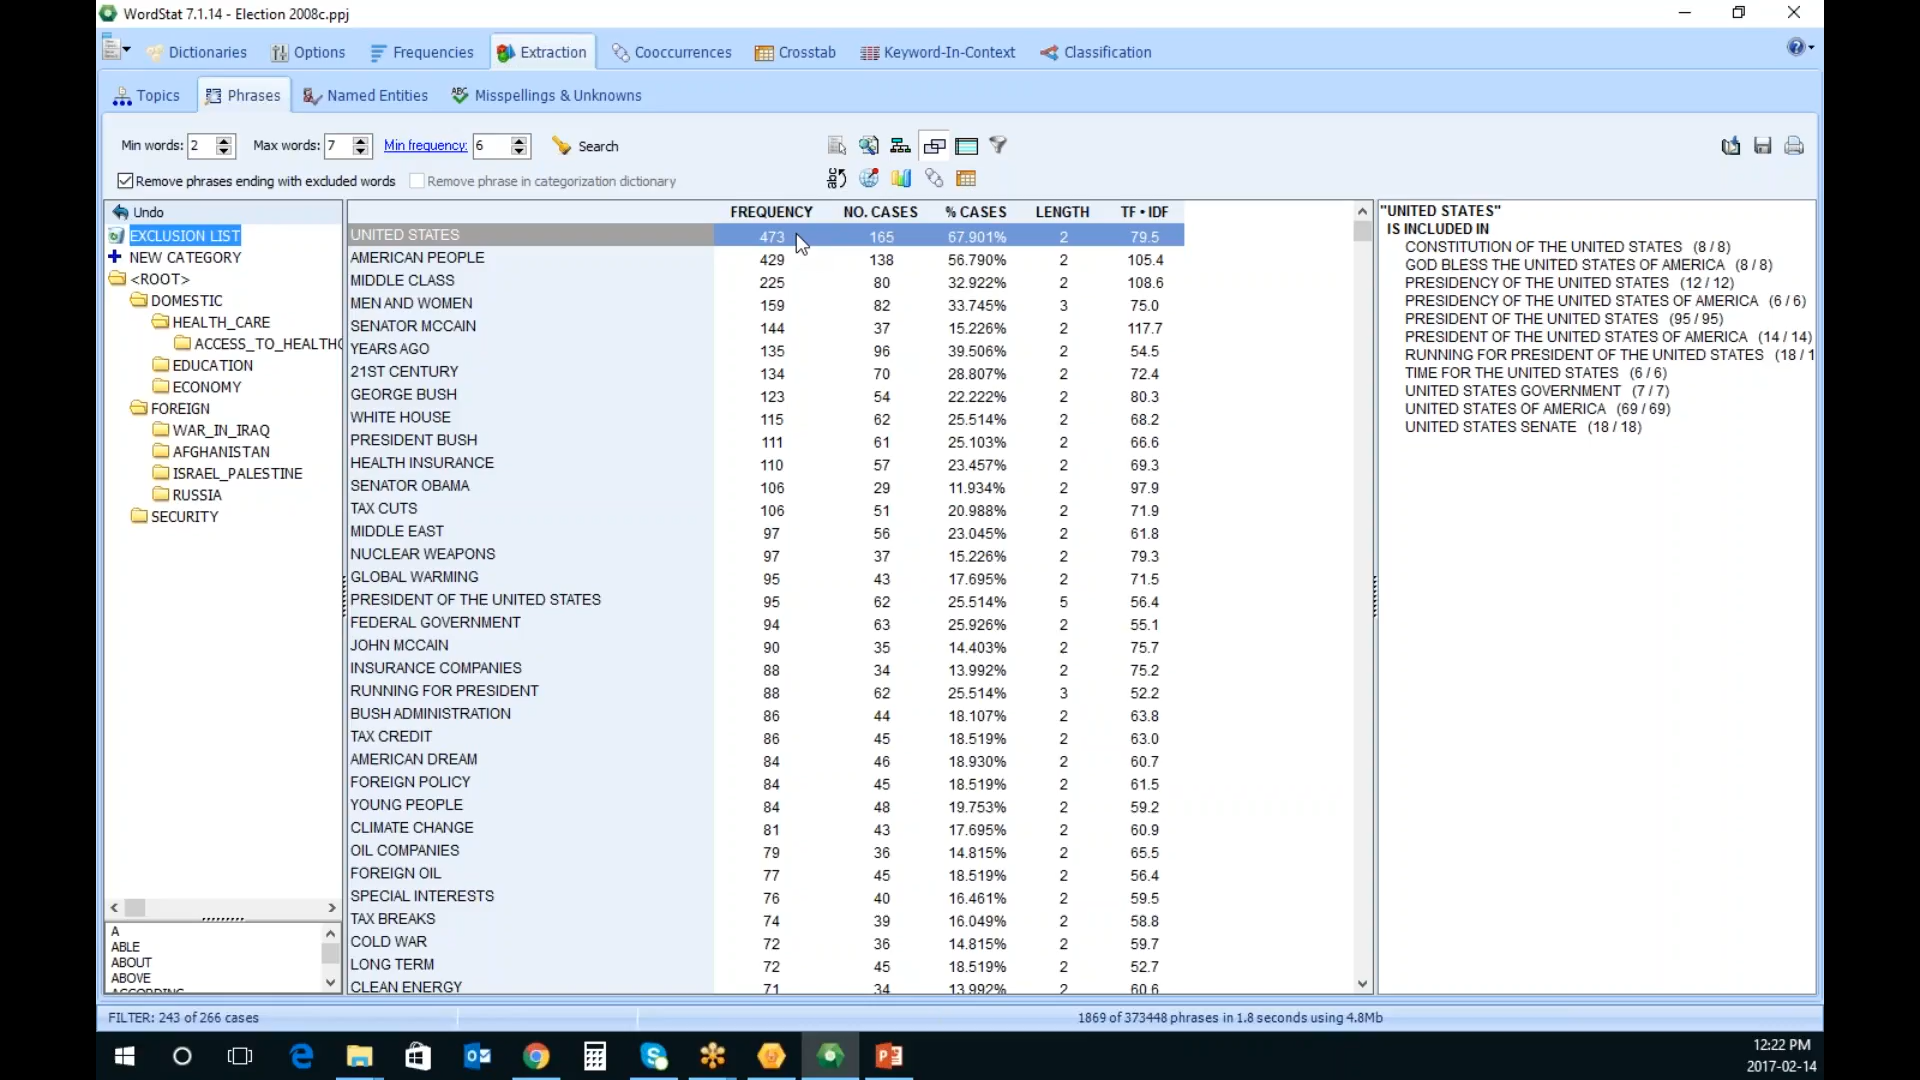 WordStat 7.1.14 - Election 2008c.ppj
Dictionaries Options Frequencies Extraction Cooccurrences Crosstab Keyword-In-Context Classification
Topics Phrases Named Entities Misspellings & Unknowns
Min words: 2 Max words: 7 Min frequency: 6 Search
Remove phrases ending with excluded words Remove phrase in categorization dictionary
Undo
EXCLUSION LIST
NEW CATEGORY
<ROOT>
DOMESTIC
HEALTH_CARE
ACCESS_TO_HEALTHC
EDUCATION
ECONOMY
FOREIGN
WAR_IN_IRAQ
AFGHANISTAN
ISRAEL_PALESTINE
RUSSIA
SECURITY
A
ABLE
ABOUT
ABOVE
ACCORDING
FREQUENCY NO. CASES % CASES LENGTH TF • IDF
UNITED STATES 473 165 67.901% 2 79.5
AMERICAN PEOPLE 429 138 56.790% 2 105.4
MIDDLE CLASS 225 80 32.922% 2 108.6
MEN AND WOMEN 159 82 33.745% 3 75.0
SENATOR MCCAIN 144 37 15.226% 2 117.7
YEARS AGO 135 96 39.506% 2 54.5
21ST CENTURY 134 70 28.807% 2 72.4
GEORGE BUSH 123 54 22.222% 2 80.3
WHITE HOUSE 115 62 25.514% 2 68.2
PRESIDENT BUSH 111 61 25.103% 2 66.6
HEALTH INSURANCE 110 57 23.457% 2 69.3
SENATOR OBAMA 106 29 11.934% 2 97.9
TAX CUTS 106 51 20.988% 2 71.9
MIDDLE EAST 97 56 23.045% 2 61.8
NUCLEAR WEAPONS 97 37 15.226% 2 79.3
GLOBAL WARMING 95 43 17.695% 2 71.5
PRESIDENT OF THE UNITED STATES 95 62 25.514% 5 56.4
FEDERAL GOVERNMENT 94 63 25.926% 2 55.1
JOHN MCCAIN 90 35 14.403% 2 75.7
INSURANCE COMPANIES 88 34 13.992% 2 75.2
RUNNING FOR PRESIDENT 88 62 25.514% 3 52.2
BUSH ADMINISTRATION 86 44 18.107% 2 63.8
TAX CREDIT 86 45 18.519% 2 63.0
AMERICAN DREAM 84 46 18.930% 2 60.7
FOREIGN POLICY 84 45 18.519% 2 61.5
YOUNG PEOPLE 84 48 19.753% 2 59.2
CLIMATE CHANGE 81 43 17.695% 2 60.9
OIL COMPANIES 79 36 14.815% 2 65.5
FOREIGN OIL 77 45 18.519% 2 56.4
SPECIAL INTERESTS 76 40 16.461% 2 59.5
TAX BREAKS 74 39 16.049% 2 58.8
COLD WAR 72 36 14.815% 2 59.7
LONG TERM 72 45 18.519% 2 52.7
CLEAN ENERGY 71 34 13.992% 2 60.6
"UNITED STATES"
IS INCLUDED IN
CONSTITUTION OF THE UNITED STATES (8 / 8)
GOD BLESS THE UNITED STATES OF AMERICA (8 / 8)
PRESIDENCY OF THE UNITED STATES (12 / 12)
PRESIDENCY OF THE UNITED STATES OF AMERICA (6 / 6)
PRESIDENT OF THE UNITED STATES (95 / 95)
PRESIDENT OF THE UNITED STATES OF AMERICA (14 / 14)
RUNNING FOR PRESIDENT OF THE UNITED STATES (18 / 1
TIME FOR THE UNITED STATES (6 / 6)
UNITED STATES GOVERNMENT (7 / 7)
UNITED STATES OF AMERICA (69 / 69)
UNITED STATES SENATE (18 / 18)
FILTER: 243 of 266 cases 1869 of 373448 phrases in 1.8 seconds using 4.8Mb
12:22 PM
2017-02-14